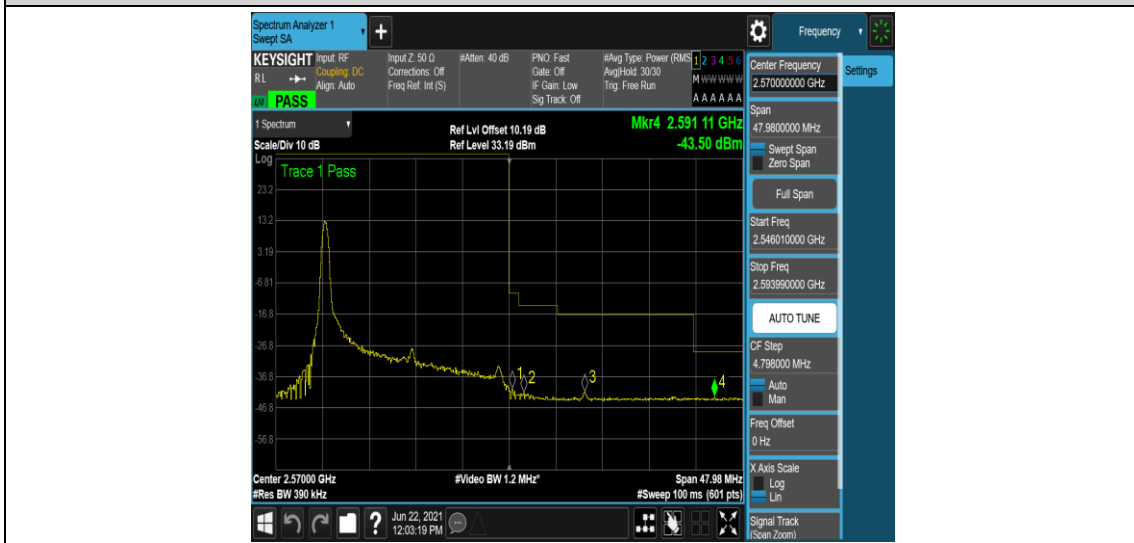 Spectrum Analyzer 1
Swept SA
Frequency
KEYSIGHT
RL
LXI
PASS
Input: RF
Coupling: DC
Align: Auto
Input Z: 50 Ω
Corrections: Off
Freq Ref: Int (S)
#Atten: 40 dB
PNO: Fast
Gate: Off
IF Gain: Low
Sig Track: Off
#Avg Type: Power (RMS
Avg|Hold: 30/30
Trig: Free Run
1 2 3 4 5 6
M W W W W W
A A A A A A
1 Spectrum
Scale/Div 10 dB
Ref Lvl Offset 10.19 dB
Ref Level 33.19 dBm
Mkr4 2.591 11 GHz
-43.50 dBm
Log
Trace 1 Pass
23.2
13.2
3.19
-6.81
-16.8
-26.8
-36.8
-46.8
-56.8
1
2
3
4
Center 2.57000 GHz
#Res BW 390 kHz
#Video BW 1.2 MHz*
Span 47.98 MHz
#Sweep 100 ms (601 pts)
Jun 22, 2021
12:03:19 PM
Center Frequency
2.570000000 GHz
Settings
Span
47.9800000 MHz
Swept Span
Zero Span
Full Span
Start Freq
2.546010000 GHz
Stop Freq
2.593990000 GHz
AUTO TUNE
CF Step
4.798000 MHz
Auto
Man
Freq Offset
0 Hz
X Axis Scale
Log
Lin
Signal Track
(Span Zoom)